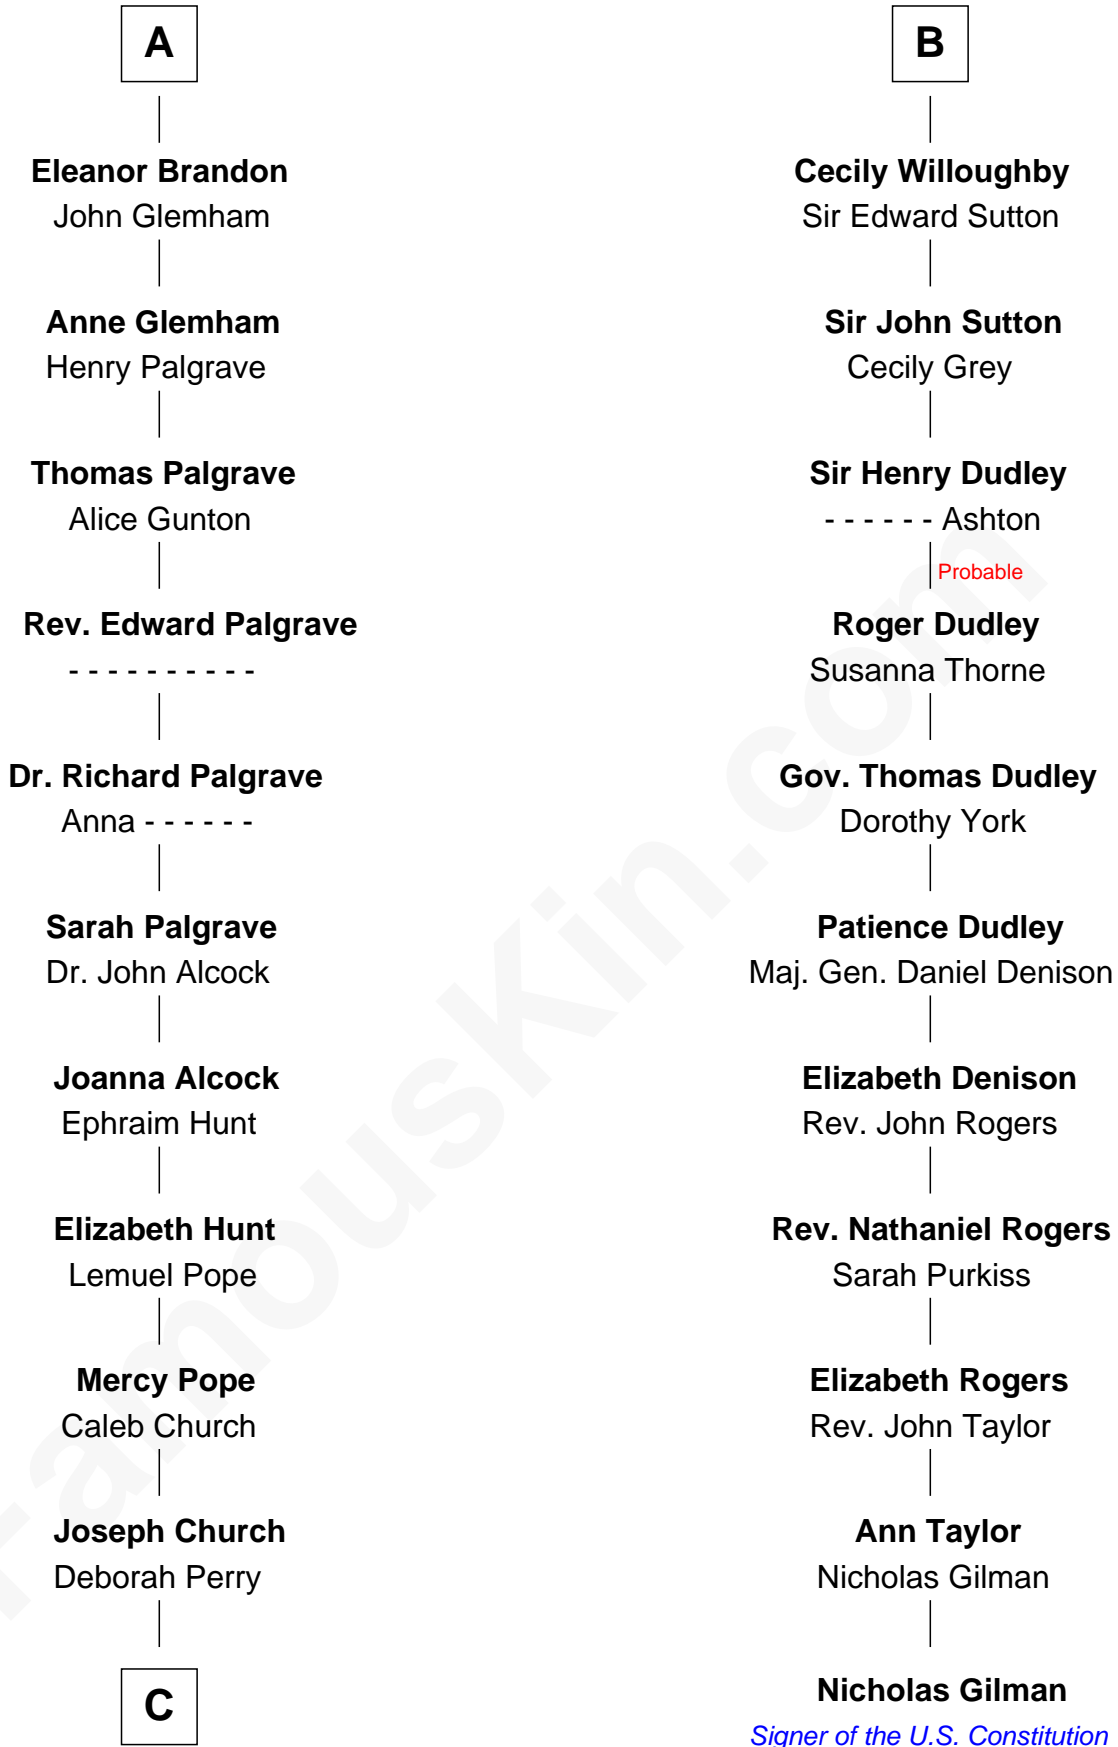 A
Eleanor Brandon
John Glemham
Anne Glemham
Henry Palgrave
Thomas Palgrave
Alice Gunton
Rev. Edward Palgrave
- - - - - - - - - -
Dr. Richard Palgrave
Anna - - - - - -
Sarah Palgrave
Dr. John Alcock
Joanna Alcock
Ephraim Hunt
Elizabeth Hunt
Lemuel Pope
Mercy Pope
Caleb Church
Joseph Church
Deborah Perry
C
B
Cecily Willoughby
Sir Edward Sutton
Sir John Sutton
Cecily Grey
Sir Henry Dudley
- - - - - - Ashton
Probable
Roger Dudley
Susanna Thorne
Gov. Thomas Dudley
Dorothy York
Patience Dudley
Maj. Gen. Daniel Denison
Elizabeth Denison
Rev. John Rogers
Rev. Nathaniel Rogers
Sarah Purkiss
Elizabeth Rogers
Rev. John Taylor
Ann Taylor
Nicholas Gilman
Nicholas Gilman
Signer of the U.S. Constitution
FamousKin.com